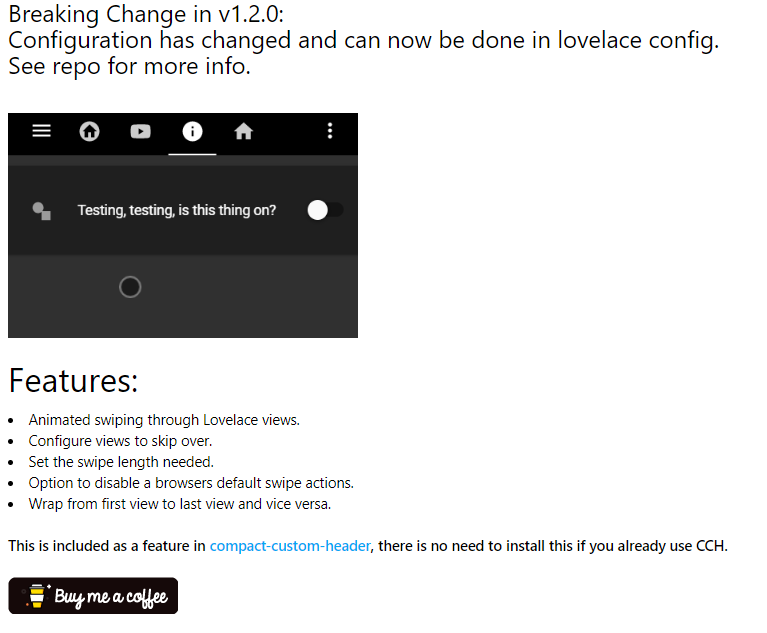 Breaking Change in v1.2.0:
Configuration has changed and can now be done in lovelace config.
See repo for more info.
Testing, testing, is this thing on?
Features:
Animated swiping through Lovelace views.
Configure views to skip over.
Set the swipe length needed.
Option to disable a browsers default swipe actions.
Wrap from first view to last view and vice versa.
This is included as a feature in compact-custom-header, there is no need to install this if you already use CCH.
Buy me a coffee